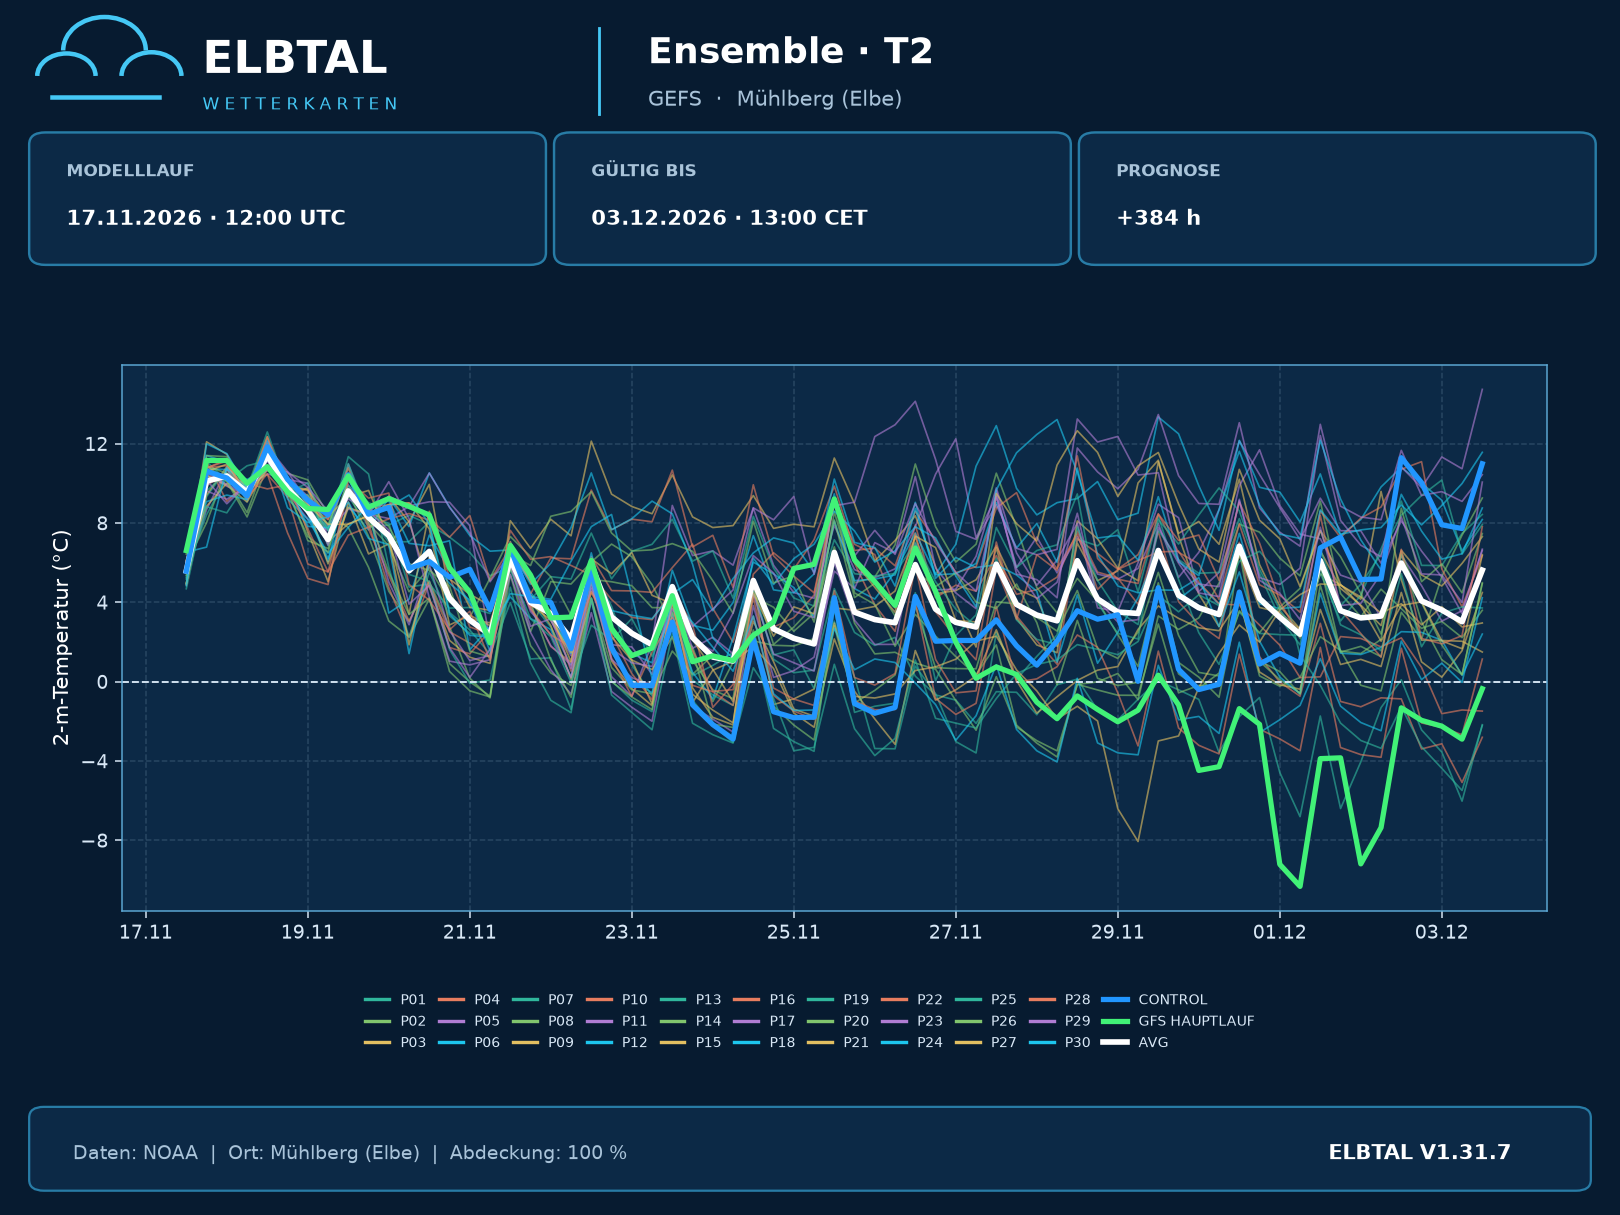 ELBTAL
WETTERKARTEN
Ensemble · T2
GEFS · Mühlberg (Elbe)
MODELLLAUF
17.11.2026 · 12:00 UTC
GÜLTIG BIS
03.12.2026 · 13:00 CET
PROGNOSE
+384 h
2-m-Temperatur (°C)
12
8
4
0
−4
−8
17.11 19.11 21.11 23.11 25.11 27.11 29.11 01.12 03.12
P01 P04 P07 P10 P13 P16 P19 P22 P25 P28 CONTROL
P02 P05 P08 P11 P14 P17 P20 P23 P26 P29 GFS HAUPTLAUF
P03 P06 P09 P12 P15 P18 P21 P24 P27 P30 AVG
Daten: NOAA | Ort: Mühlberg (Elbe) | Abdeckung: 100 %
ELBTAL V1.31.7